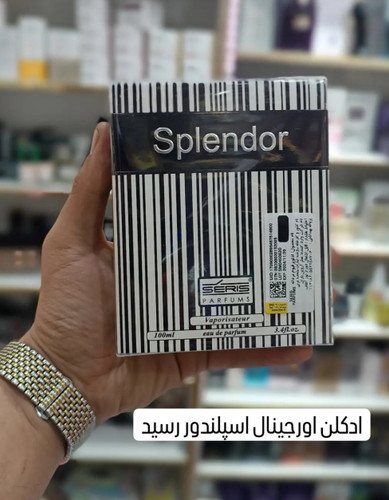 Splendor
SERIS
PARFUMS
Vaporisateur
100ml
eau de parfum
3.4fl.oz.
ادکلن اورجینال اسپلندور رسید